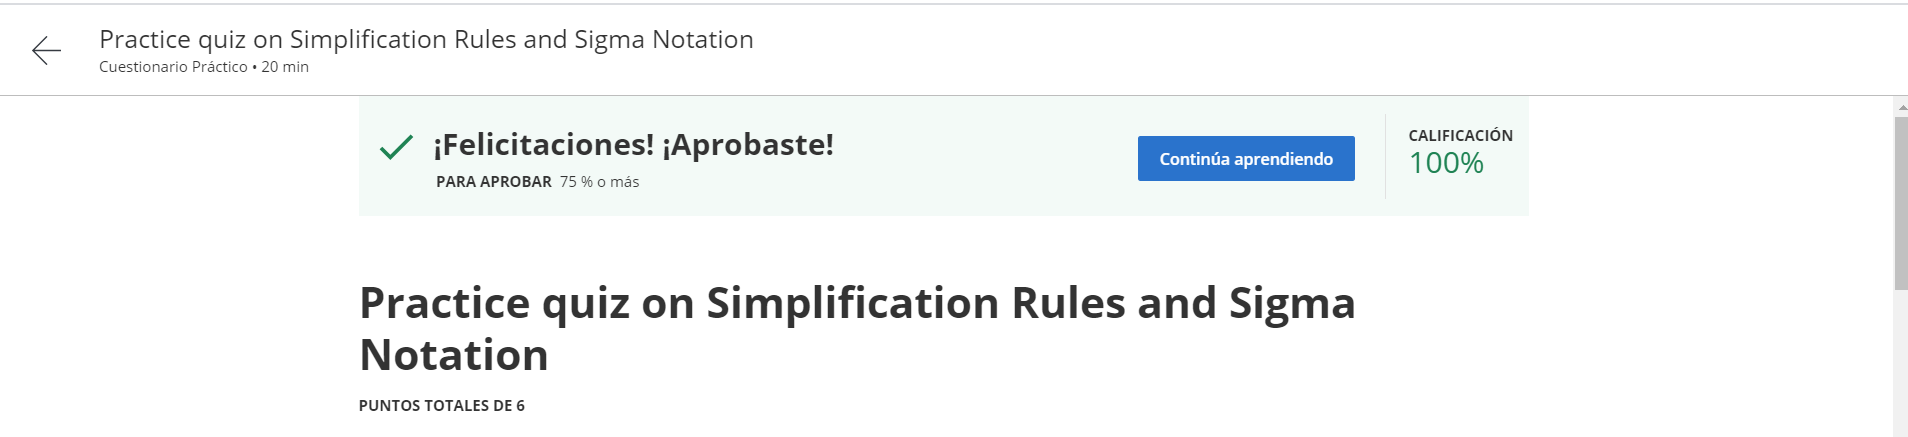 Practice quiz on Simplification Rules and Sigma Notation
Cuestionario Práctico • 20 min
¡Felicitaciones! ¡Aprobaste!
PARA APROBAR 75 % o más
Continúa aprendiendo
CALIFICACIÓN
100%
Practice quiz on Simplification Rules and Sigma
Notation
PUNTOS TOTALES DE 6